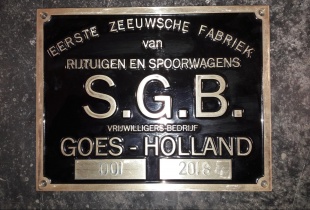 EERSTE ZEEUWSCHE FABRIEK
van
RIJTUIGEN EN SPOORWAGENS
S.G.B.
VRIJWILLIGERS-BEDRIJF
GOES - HOLLAND
001